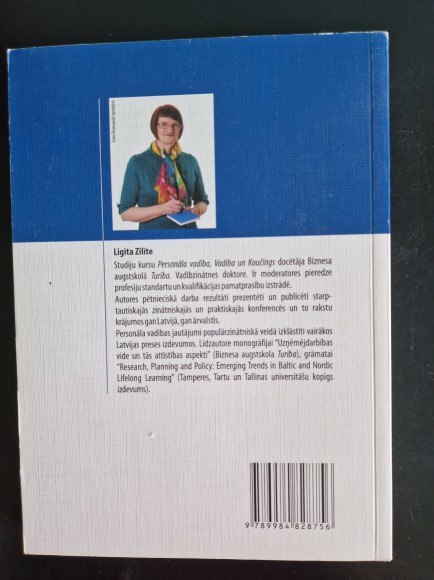 Ligita Zīlīte
Studiju kursu Personāla vadība, Vadība un Koučings docētāja Biznesa
augstskolā Turība. Vadībzinātnes doktore. Ir moderatores pieredze
profesiju standartu un kvalifikācijas pamatprasību izstrādē.
Autores pētnieciskā darba rezultāti prezentēti un publicēti starp-
tautiskajās zinātniskajās un praktiskajās konferencēs un to rakstu
krājumos gan Latvijā, gan ārvalstīs.
Personāla vadības jautājumi populārzinātniskā veidā izklāstīti vairākos
Latvijas preses izdevumos. Līdzautore monogrāfijai "Uzņēmējdarbības
vide un tās attīstības aspekti" (Biznesa augstskola Turība), grāmatai
"Research, Planning and Policy: Emerging Trends in Baltic and Nordic
Lifelong Learning" (Tamperes, Tartu un Tallinas universitāšu kopīgs
izdevums).
9 789984 828756